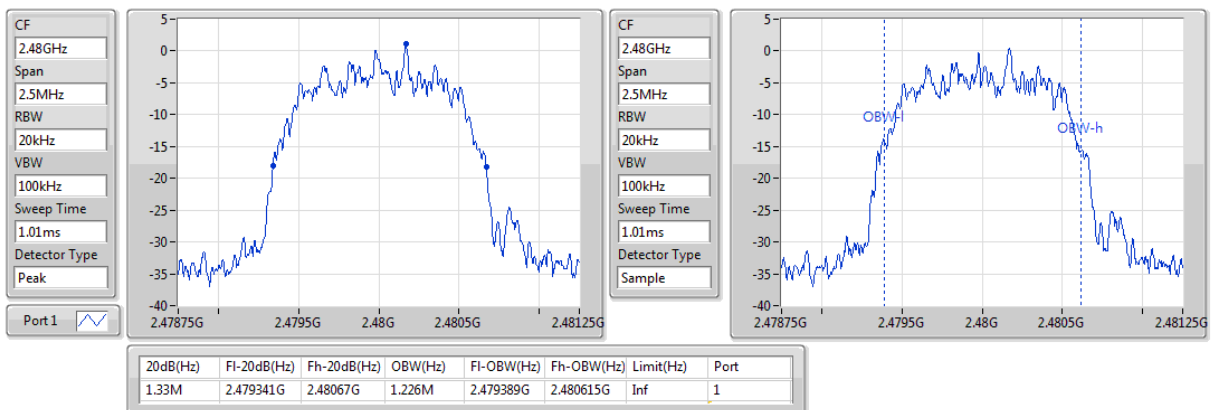 CF
2.48GHz
Span
2.5MHz
RBW
20kHz
VBW
100kHz
Sweep Time
1.01ms
Detector Type
Peak
Port 1
5
0
-5
-10
-15
-20
-25
-30
-35
-40
2.47875G 2.4795G 2.48G 2.4805G 2.48125G
CF
2.48GHz
Span
2.5MHz
RBW
20kHz
VBW
100kHz
Sweep Time
1.01ms
Detector Type
Sample
5
0
-5
-10
-15
-20
-25
-30
-35
-40
OBW-l
OBW-h
2.47875G 2.4795G 2.48G 2.4805G 2.48125G
20dB(Hz) Fl-20dB(Hz) Fh-20dB(Hz) OBW(Hz) Fl-OBW(Hz) Fh-OBW(Hz) Limit(Hz) Port
1.33M 2.479341G 2.48067G 1.226M 2.479389G 2.480615G Inf 1